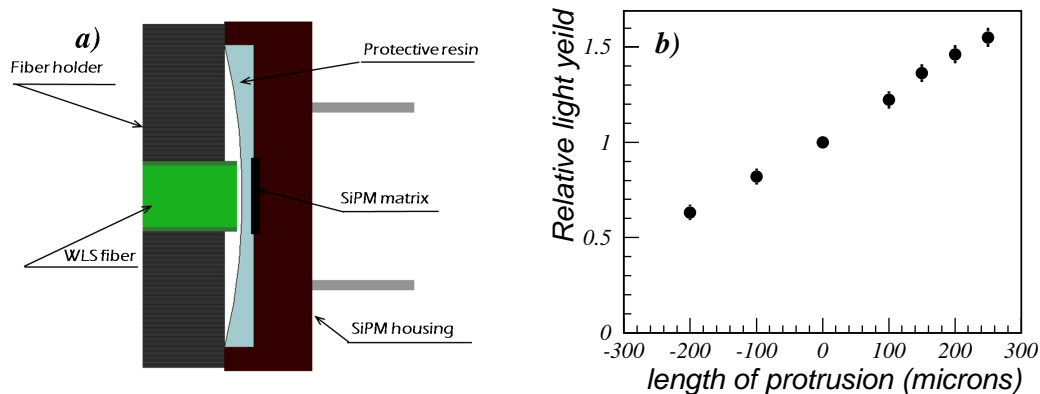 a)
Protective resin
Fiber holder
SiPM matrix
WLS fiber
SiPM housing
b)
Relative light yeild
1.5
1
0.5
0
-300 -200 -100 0 100 200 300
length of protrusion (microns)